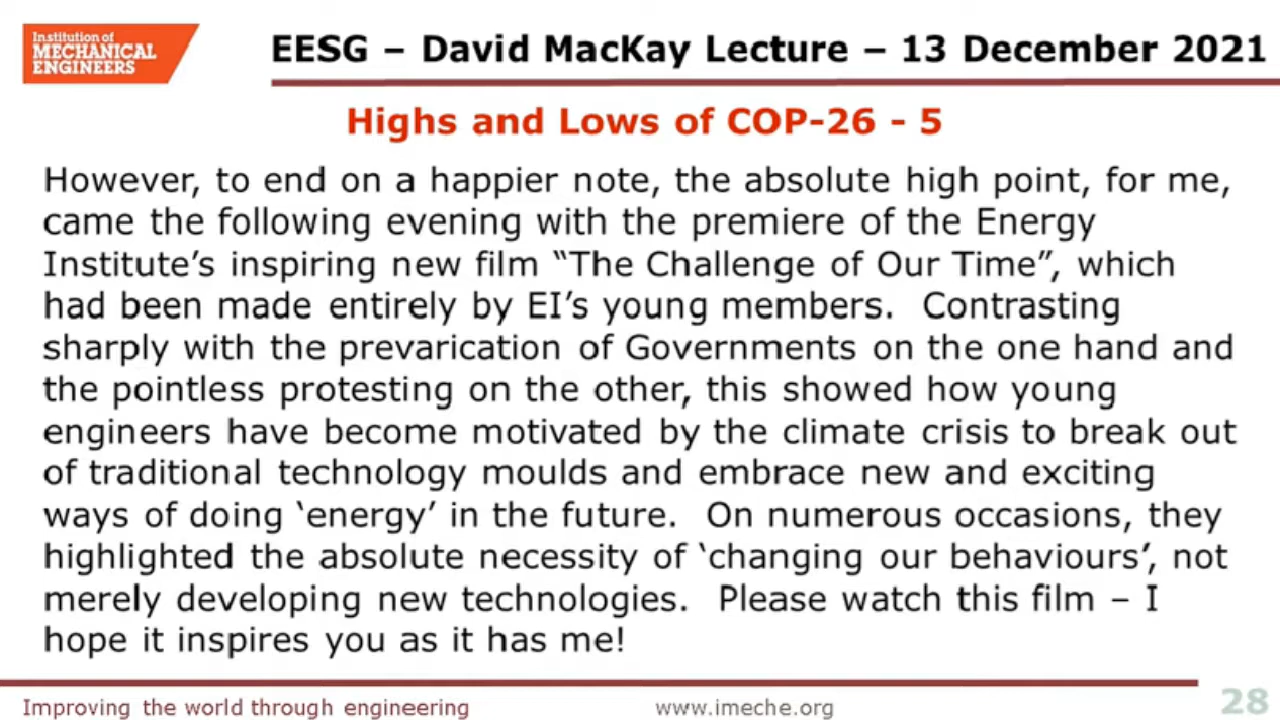 Institution of
MECHANICAL
ENGINEERS
EESG – David MacKay Lecture – 13 December 2021
Highs and Lows of COP-26 - 5
However, to end on a happier note, the absolute high point, for me,
came the following evening with the premiere of the Energy
Institute’s inspiring new film “The Challenge of Our Time”, which
had been made entirely by EI’s young members.  Contrasting
sharply with the prevarication of Governments on the one hand and
the pointless protesting on the other, this showed how young
engineers have become motivated by the climate crisis to break out
of traditional technology moulds and embrace new and exciting
ways of doing ‘energy’ in the future.  On numerous occasions, they
highlighted the absolute necessity of ‘changing our behaviours’, not
merely developing new technologies.  Please watch this film – I
hope it inspires you as it has me!
Improving the world through engineering
www.imeche.org
28